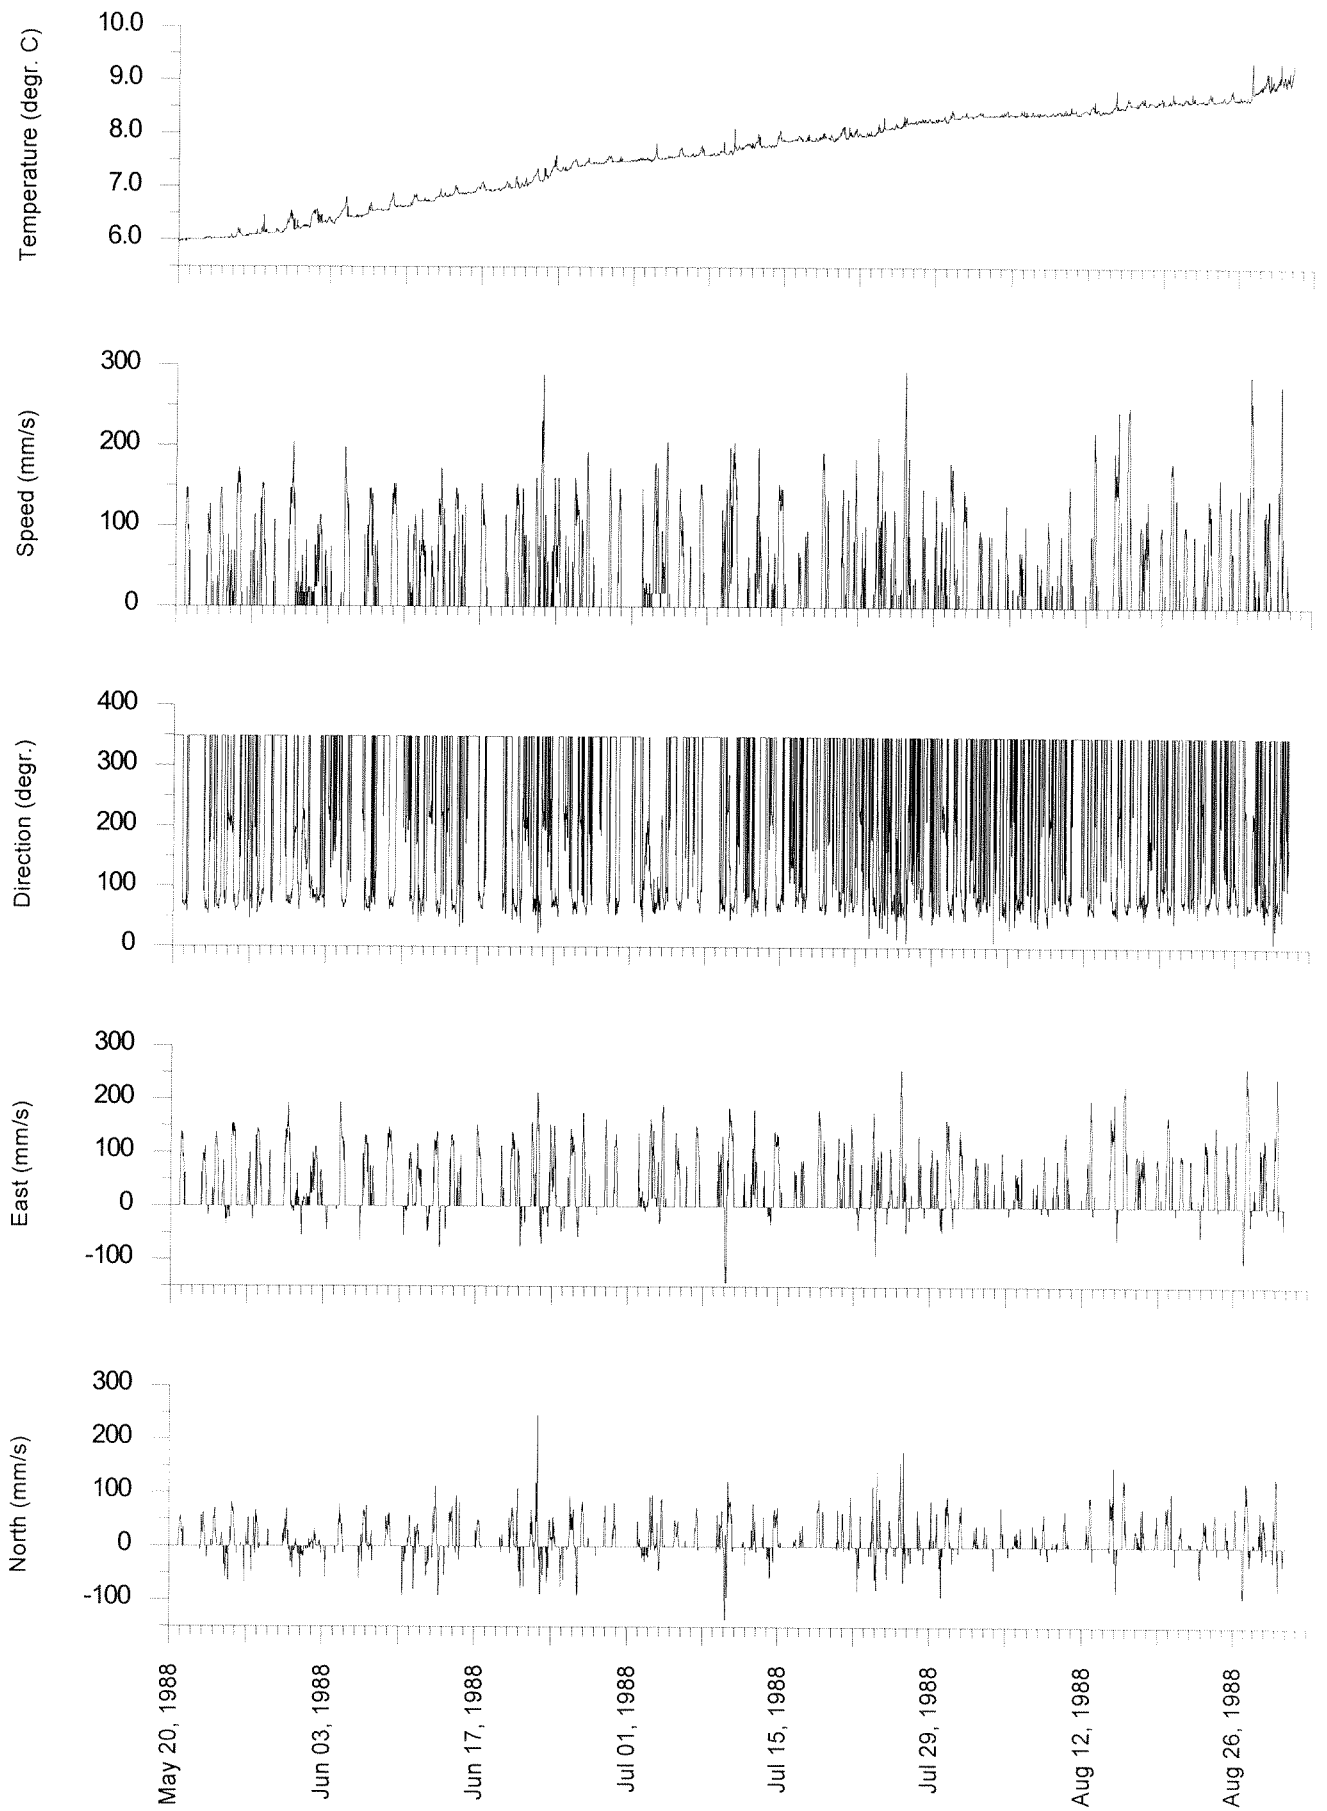 Temperature (degr. C)
10.0
9.0
8.0
7.0
6.0
Speed (mm/s)
300
200
100
0
Direction (degr.)
400
300
200
100
0
East (mm/s)
300
200
100
0
-100
North (mm/s)
300
200
100
0
-100
May 20, 1988
Jun 03, 1988
Jun 17, 1988
Jul 01, 1988
Jul 15, 1988
Jul 29, 1988
Aug 12, 1988
Aug 26, 1988